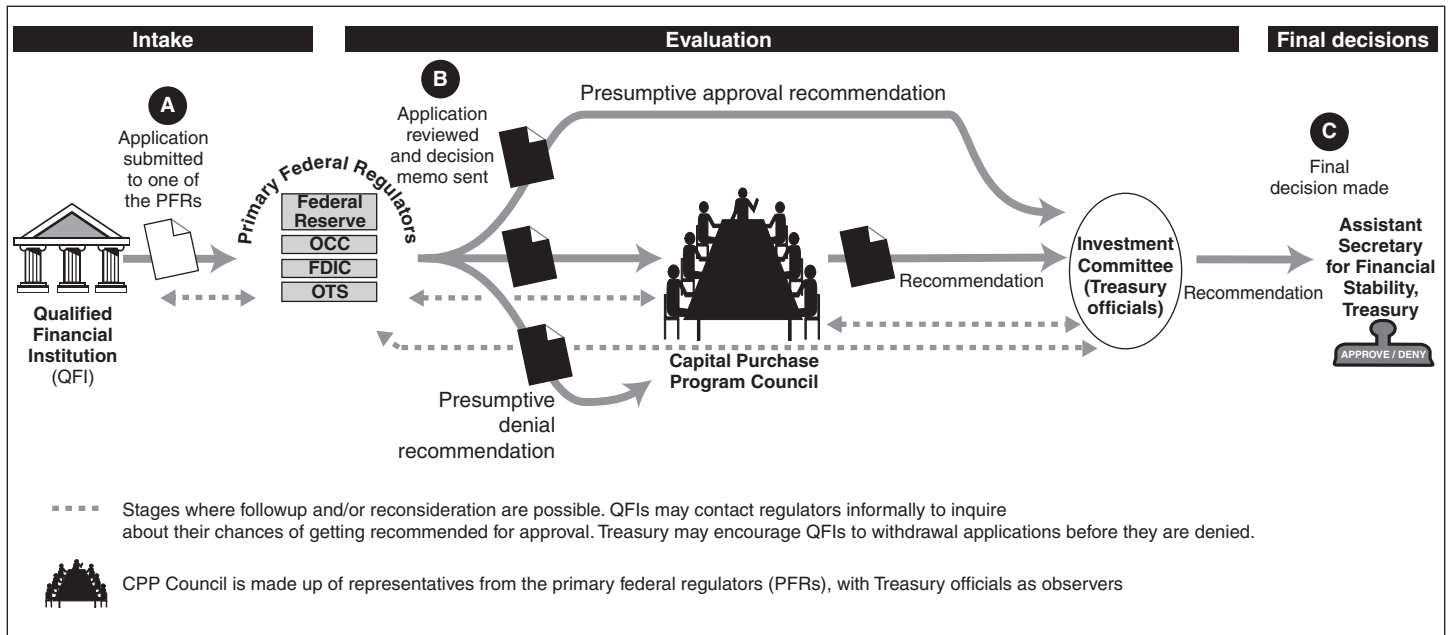 Intake
Evaluation
Final decisions
A
Application
submitted
to one of
the PFRs
Qualified
Financial
Institution
(QFI)
Primary Federal Regulators
Federal
Reserve
OCC
FDIC
OTS
B
Application
reviewed
and decision
memo sent
Presumptive approval recommendation
Presumptive
denial
recommendation
Capital Purchase
Program Council
Recommendation
Investment
Committee
(Treasury
officials)
Recommendation
C
Final
decision made
Assistant
Secretary
for Financial
Stability,
Treasury
APPROVE / DENY
Stages where followup and/or reconsideration are possible. QFIs may contact regulators informally to inquire
about their chances of getting recommended for approval. Treasury may encourage QFIs to withdrawal applications before they are denied.
CPP Council is made up of representatives from the primary federal regulators (PFRs), with Treasury officials as observers